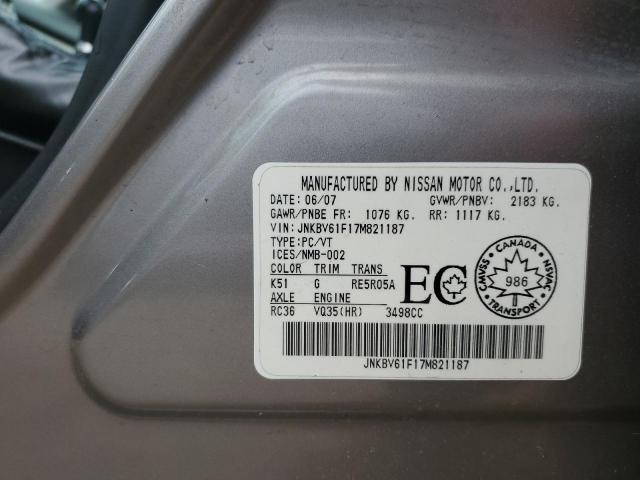 MANUFACTURED BY NISSAN MOTOR CO.,LTD.
DATE: 06/07 GVWR/PNBV: 2183 KG.
GAWR/PNBE FR: 1076 KG. RR: 1117 KG.
VIN: JNKBV61F17M821187
TYPE:PC/VT
ICES/NMB-002
COLOR TRIM TRANS
K51 G RE5R05A
AXLE ENGINE
RC36 VQ35(HR) 3498CC
EC
CANADA
CMVSS NSVAC
986
TRANSPORT
JNKBV61F17M821187